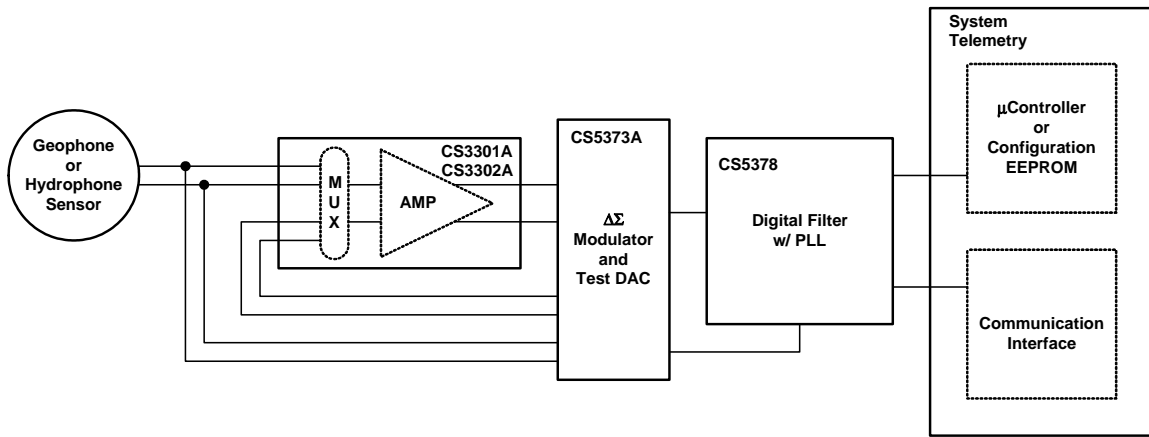 System
Telemetry
μController
or
Configuration
EEPROM
Geophone
or
Hydrophone
Sensor
CS3301A
CS3302A
M
U
X
AMP
CS5373A
ΔΣ
Modulator
and
Test DAC
CS5378
Digital Filter
w/ PLL
Communication
Interface